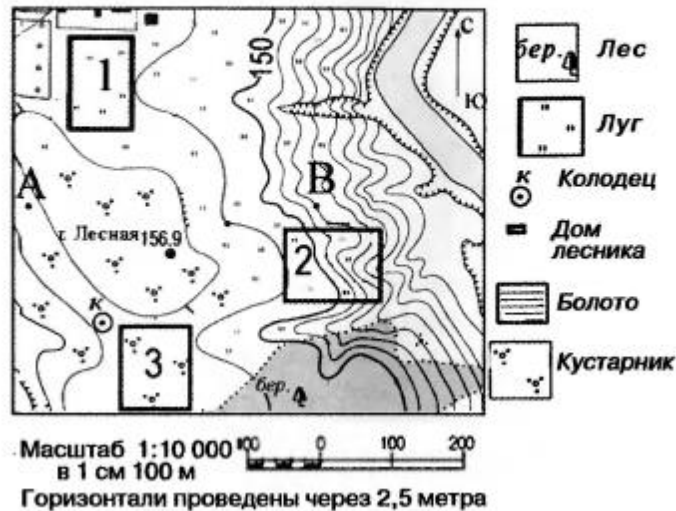 С
Ю
1
150
А
В
г. Лесная 156,9
2
к
3
бер.
бер.
Лес
Луг
к
Колодец
Дом
лесника
Болото
Кустарник
Масштаб 1:10 000
в 1 см 100 м
100 0 100 200
Горизонтали проведены через 2,5 метра